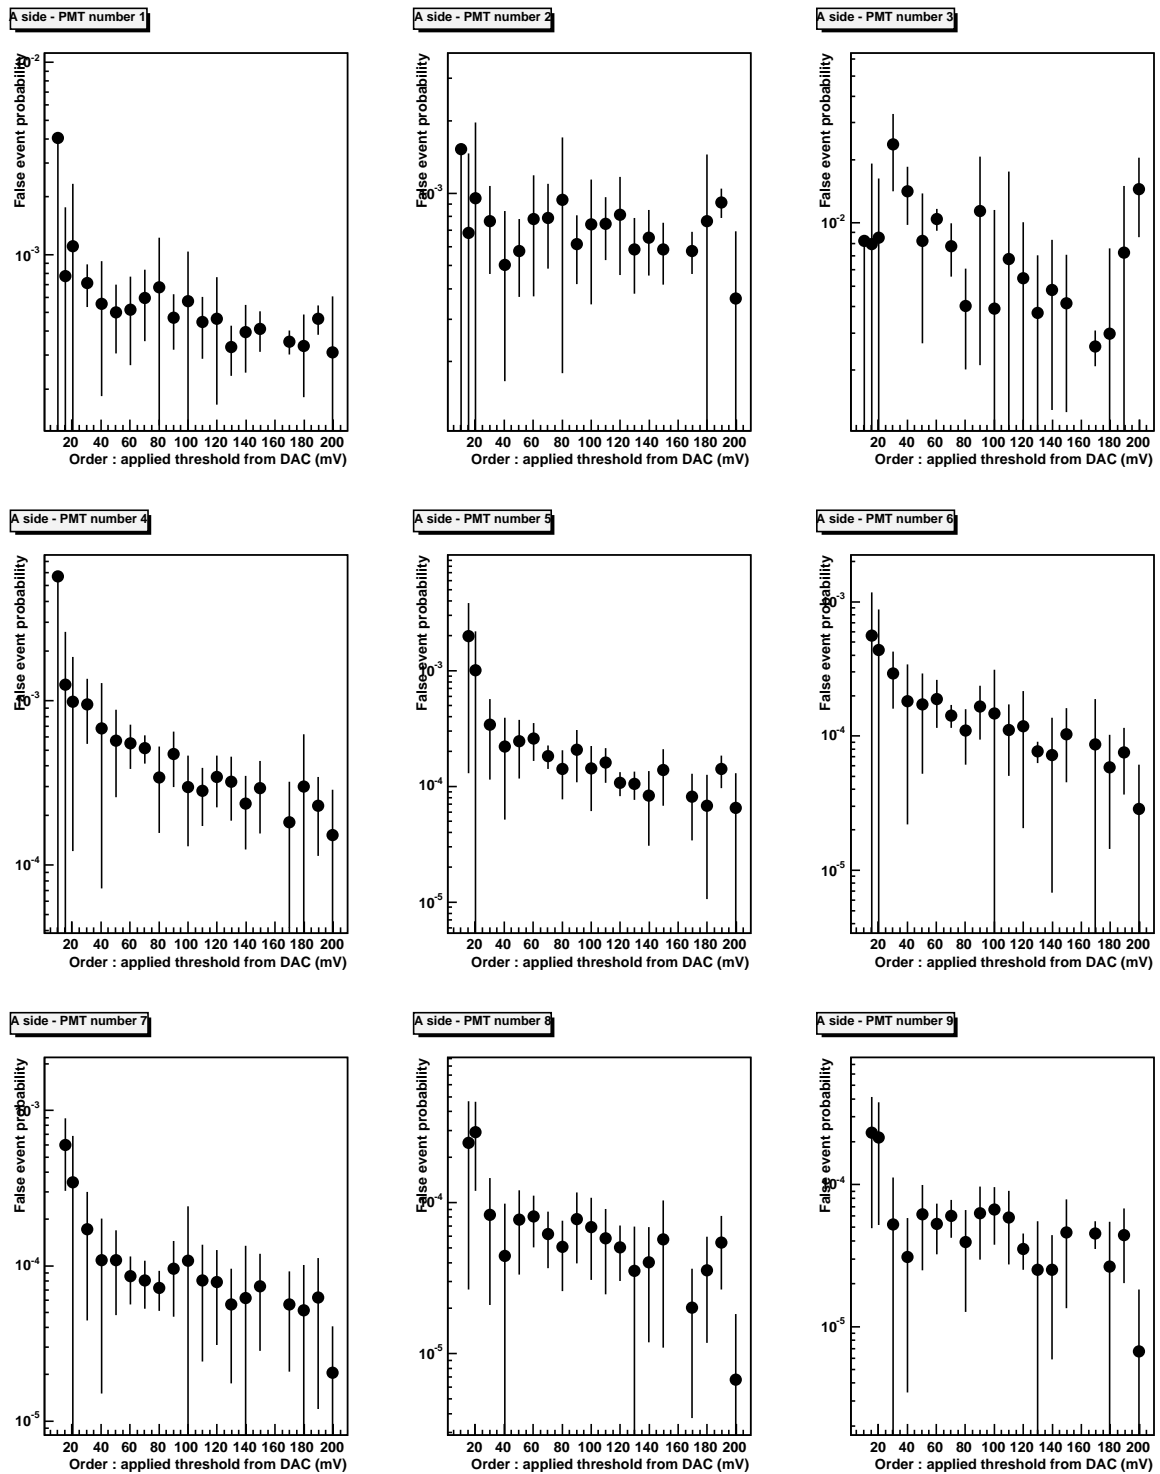 A side - PMT number 1
False event probability
10-2
10-3
20 40 60 80 100 120 140 160 180 200
Order : applied threshold from DAC (mV)
A side - PMT number 2
False event probability
10-3
20 40 60 80 100 120 140 160 180 200
Order : applied threshold from DAC (mV)
A side - PMT number 3
False event probability
10-2
20 40 60 80 100 120 140 160 180 200
Order : applied threshold from DAC (mV)
A side - PMT number 4
False event probability
10-3
10-4
20 40 60 80 100 120 140 160 180 200
Order : applied threshold from DAC (mV)
A side - PMT number 5
False event probability
10-3
10-4
10-5
20 40 60 80 100 120 140 160 180 200
Order : applied threshold from DAC (mV)
A side - PMT number 6
False event probability
10-3
10-4
10-5
20 40 60 80 100 120 140 160 180 200
Order : applied threshold from DAC (mV)
A side - PMT number 7
False event probability
10-3
10-4
10-5
20 40 60 80 100 120 140 160 180 200
Order : applied threshold from DAC (mV)
A side - PMT number 8
False event probability
10-4
10-5
20 40 60 80 100 120 140 160 180 200
Order : applied threshold from DAC (mV)
A side - PMT number 9
False event probability
10-4
10-5
20 40 60 80 100 120 140 160 180 200
Order : applied threshold from DAC (mV)